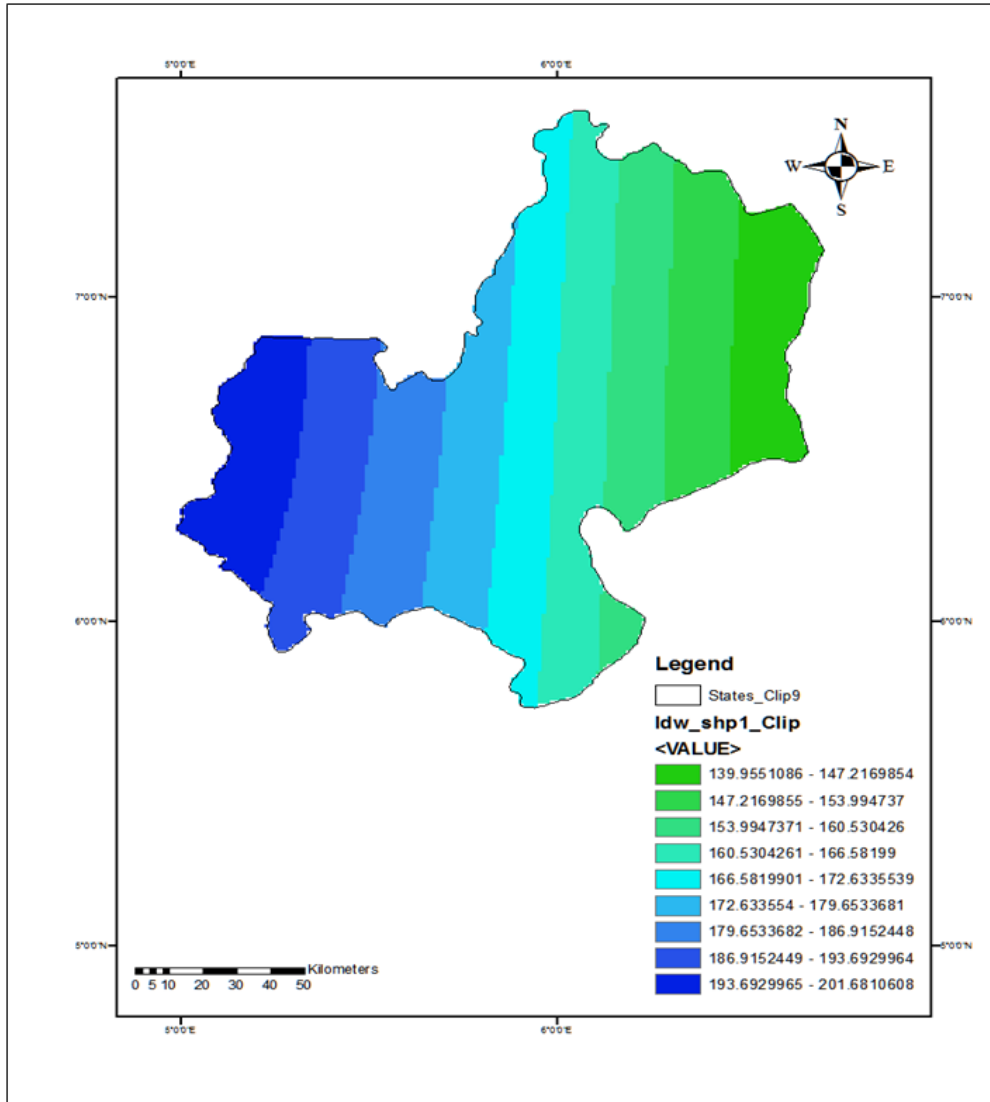 5°0'0"E 6°0'0"E
N
W E
S
7°0'0"N 7°0'0"N
6°0'0"N 6°0'0"N
Legend
States_Clip9
Idw_shp1_Clip
<VALUE>
139.9551086 - 147.2169854
147.2169855 - 153.994737
153.9947371 - 160.530426
160.5304261 - 166.58199
166.5819901 - 172.6335539
172.633554 - 179.6533681
179.6533682 - 186.9152448
186.9152449 - 193.6929964
193.6929965 - 201.6810608
5°0'0"N 5°0'0"N
Kilometers
0 5 10 20 30 40 50
5°0'0"E 6°0'0"E